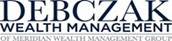 DEBCZAK
WEALTH MANAGEMENT
OF MERIDIAN WEALTH MANAGEMENT GROUP